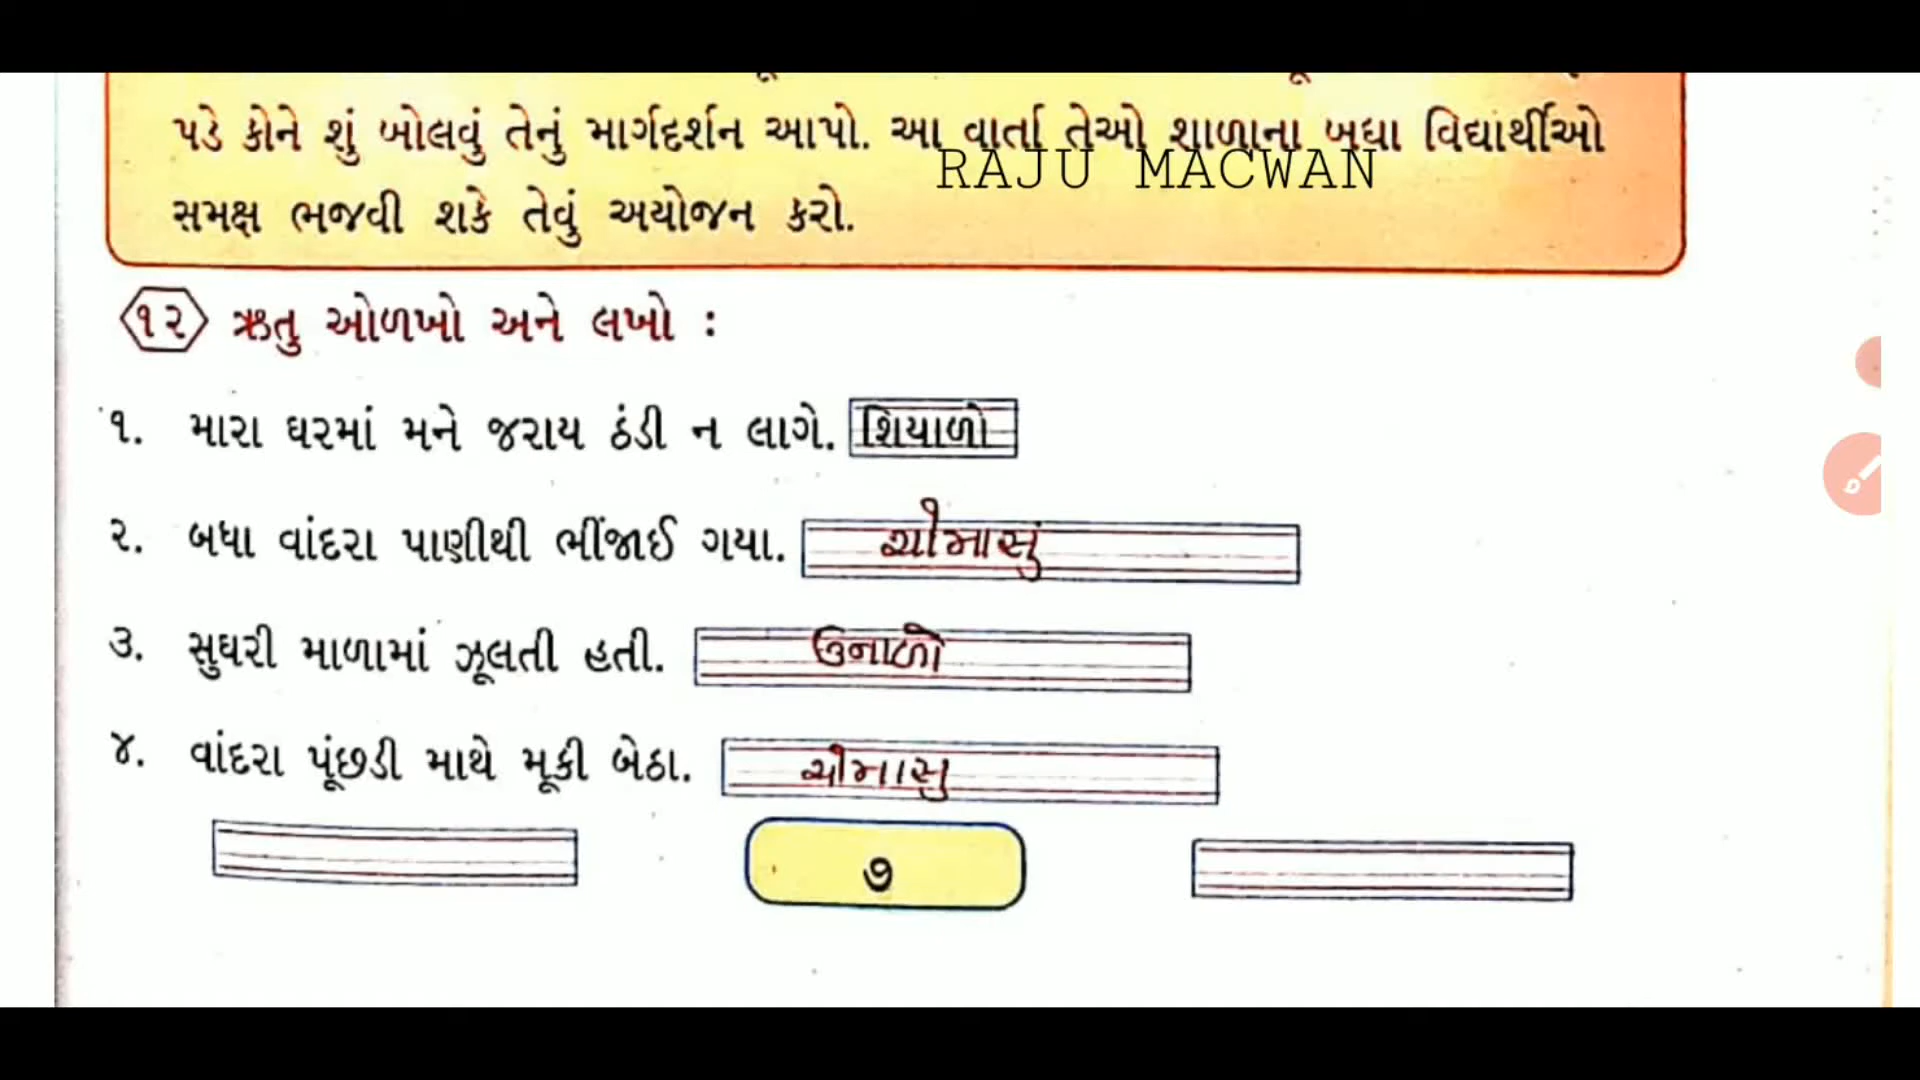 પડે કોને શું બોલવું તેનું માર્ગદર્શન આપો. આ વાર્તા તેઓ શાળાના બધા વિદ્યાર્થીઓ
RAJU MACWAN
સમક્ષ ભજવી શકે તેવું અયોજન કરો.
૧૨ ઋતુ ઓળખો અને લખો :
૧. મારા ઘરમાં મને જરાય ઠંડી ન લાગે. શિયાળો
૨. બધા વાંદરા પાણીથી ભીંજાઈ ગયા. ચોમાસું
૩. સુઘરી માળામાં ઝૂલતી હતી. ઉનાળો
૪. વાંદરા પૂંછડી માથે મૂકી બેઠા. ચોમાસુ
૭